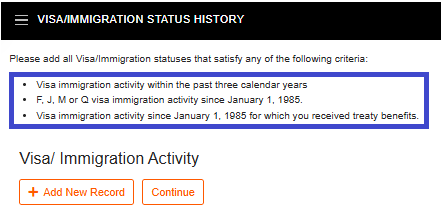 VISA/IMMIGRATION STATUS HISTORY
Please add all Visa/Immigration statuses that satisfy any of the following criteria:
• Visa immigration activity within the past three calendar years
• F, J, M or Q visa immigration activity since January 1, 1985.
• Visa immigration activity since January 1, 1985 for which you received treaty benefits.
Visa/ Immigration Activity
+ Add New Record Continue